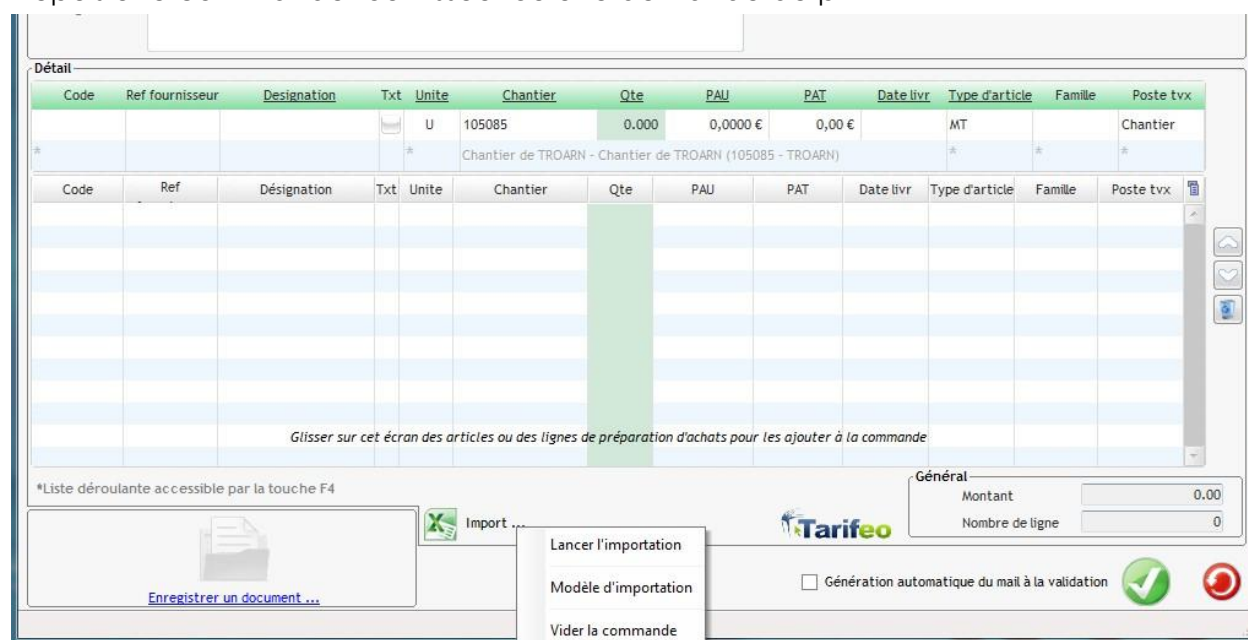 Détail
Code Ref fournisseur Designation Txt Unite Chantier Qte PAU PAT Date livr Type d'article Famille Poste tvx
U 105085 0.000 0,0000 € 0,00 € MT Chantier
* * Chantier de TROARN - Chantier de TROARN (105085 - TROARN) * * *
Code Ref Désignation Txt Unite Chantier Qte PAU PAT Date livr Type d'article Famille Poste tvx
Glisser sur cet écran des articles ou des lignes de préparation d'achats pour les ajouter à la commande
*Liste déroulante accessible par la touche F4
Général
Montant 0.00
Nombre de ligne 0
Import ...
Tarifeo
Lancer l'importation
Modèle d'importation
Vider la commande
Génération automatique du mail à la validation
Enregistrer un document ...